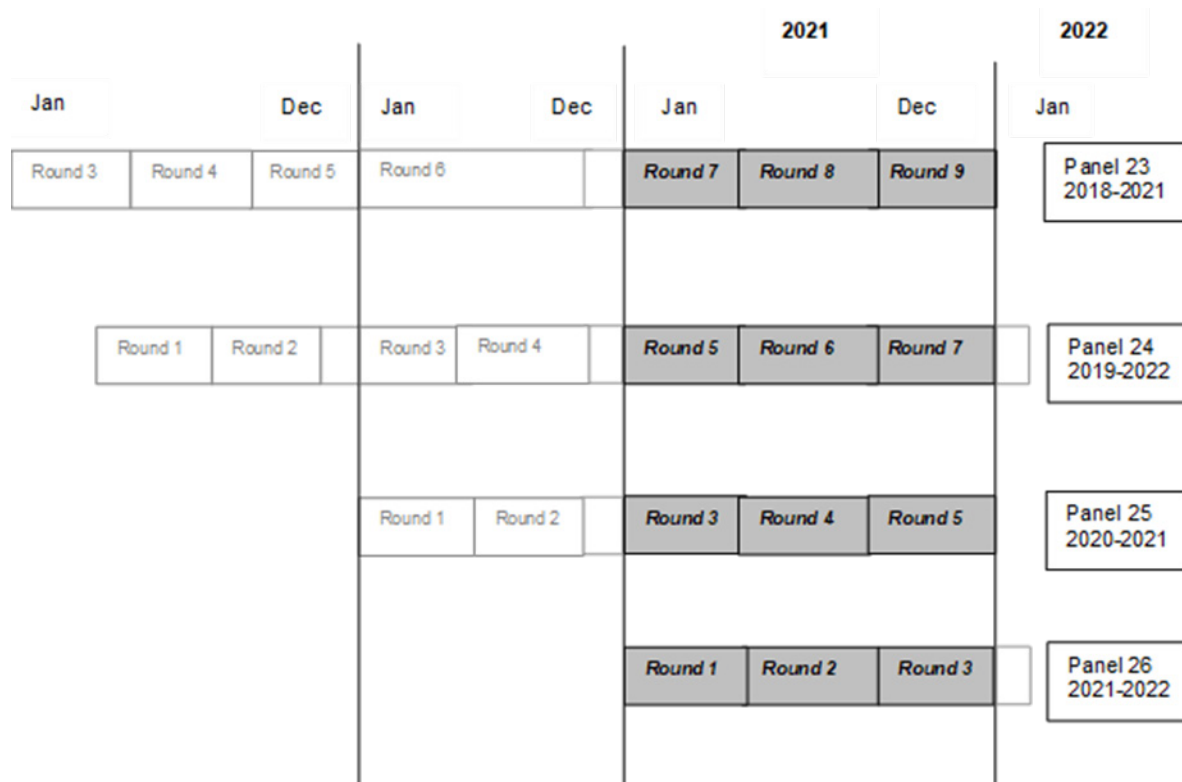 2021 2022
Jan Dec Jan Dec Jan Dec Jan
Round 3 Round 4 Round 5 Round 6 Round 7 Round 8 Round 9 Panel 23
2018-2021
Round 1 Round 2 Round 3 Round 4 Round 5 Round 6 Round 7 Panel 24
2019-2022
Round 1 Round 2 Round 3 Round 4 Round 5 Panel 25
2020-2021
Round 1 Round 2 Round 3 Panel 26
2021-2022